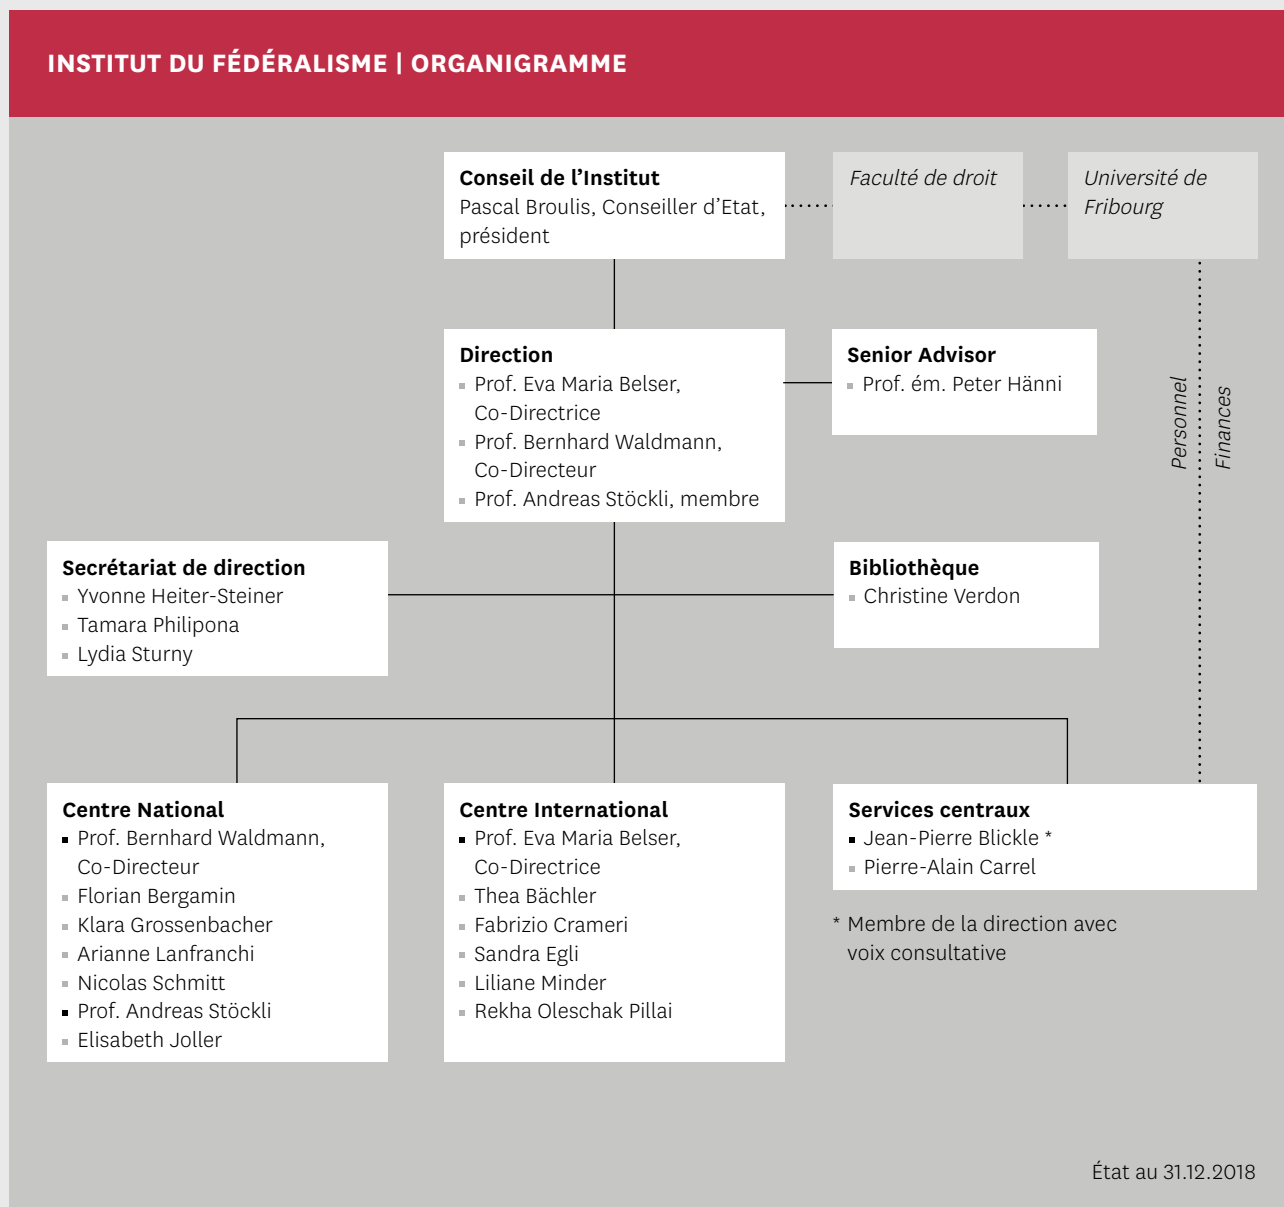 INSTITUT DU FÉDÉRALISME | ORGANIGRAMME
Conseil de l’Institut
Pascal Broulis, Conseiller d’Etat,
président
Faculté de droit
Université de
Fribourg
Direction
Prof. Eva Maria Belser,
Co-Directrice
Prof. Bernhard Waldmann,
Co-Directeur
Prof. Andreas Stöckli, membre
Senior Advisor
Prof. ém. Peter Hänni
Personnel
Finances
Secrétariat de direction
Yvonne Heiter-Steiner
Tamara Philipona
Lydia Sturny
Bibliothèque
Christine Verdon
Centre National
Prof. Bernhard Waldmann,
Co-Directeur
Florian Bergamin
Klara Grossenbacher
Arianne Lanfranchi
Nicolas Schmitt
Prof. Andreas Stöckli
Elisabeth Joller
Centre International
Prof. Eva Maria Belser,
Co-Directrice
Thea Bächler
Fabrizio Crameri
Sandra Egli
Liliane Minder
Rekha Oleschak Pillai
Services centraux
Jean-Pierre Blickle *
Pierre-Alain Carrel
* Membre de la direction avec
voix consultative
État au 31.12.2018